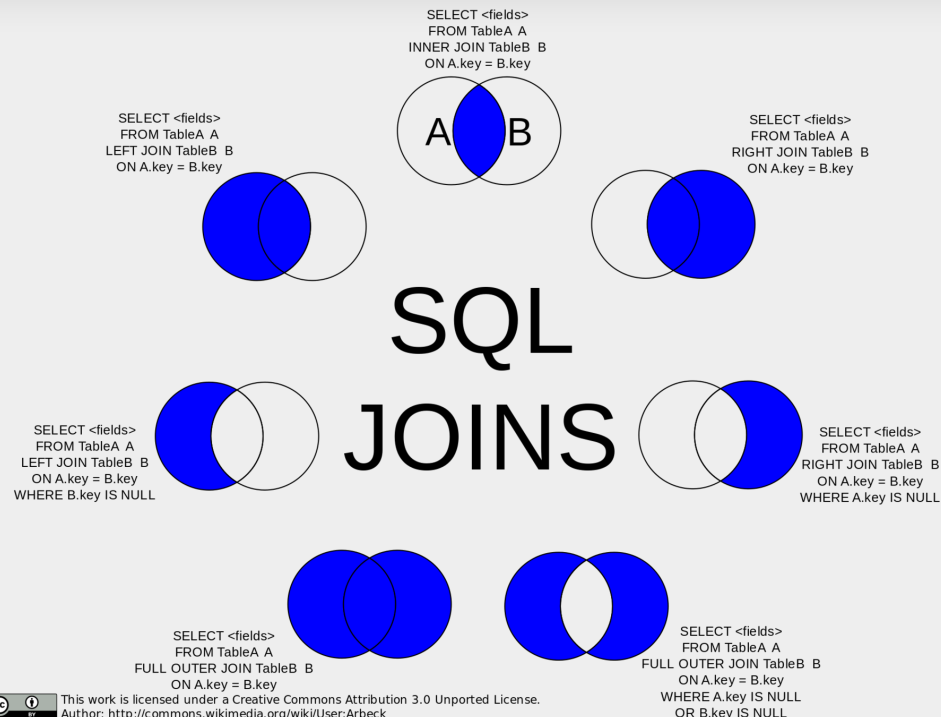 SELECT <fields>
FROM TableA A
INNER JOIN TableB B
ON A.key = B.key
A B
SELECT <fields>
FROM TableA A
LEFT JOIN TableB B
ON A.key = B.key
SELECT <fields>
FROM TableA A
RIGHT JOIN TableB B
ON A.key = B.key
SQL
JOINS
SELECT <fields>
FROM TableA A
LEFT JOIN TableB B
ON A.key = B.key
WHERE B.key IS NULL
SELECT <fields>
FROM TableA A
RIGHT JOIN TableB B
ON A.key = B.key
WHERE A.key IS NULL
SELECT <fields>
FROM TableA A
FULL OUTER JOIN TableB B
ON A.key = B.key
SELECT <fields>
FROM TableA A
FULL OUTER JOIN TableB B
ON A.key = B.key
WHERE A.key IS NULL
OR B.key IS NULL
cc
BY
This work is licensed under a Creative Commons Attribution 3.0 Unported License.
Author: http://commons.wikimedia.org/wiki/User:Arbeck